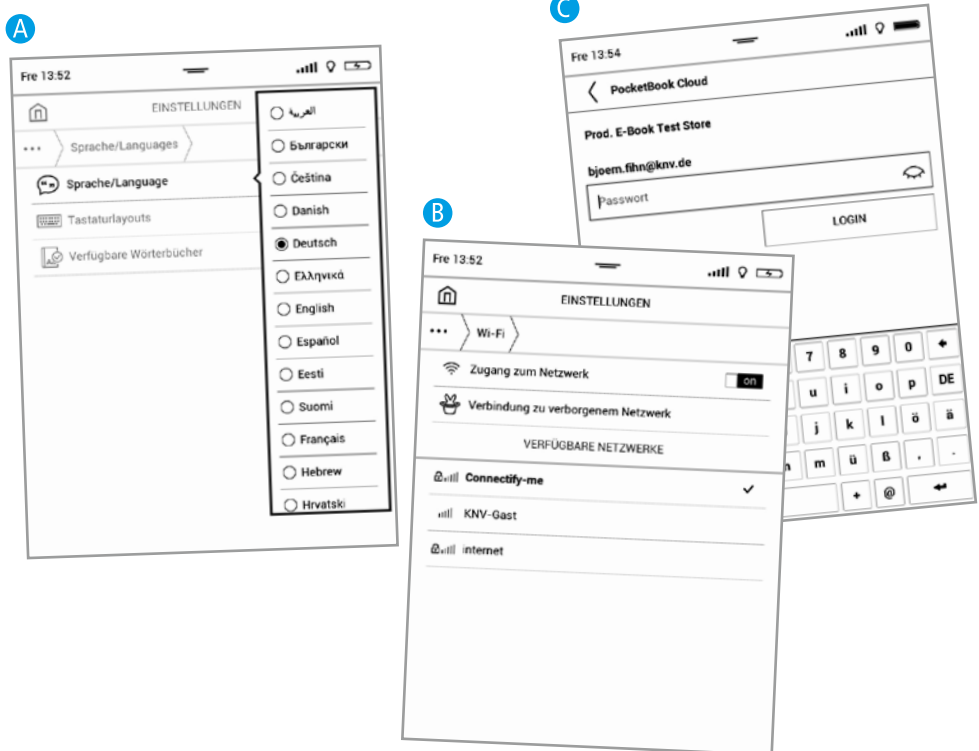 A
Fre 13:52
EINSTELLUNGEN
Sprache/Languages
Sprache/Language
Tastaturlayouts
Verfügbare Wörterbücher
العربية
Български
Čeština
Danish
Deutsch
Ελληνικά
English
Español
Eesti
Suomi
Français
Hebrew
Hrvatski
B
Fre 13:52
EINSTELLUNGEN
Wi-Fi
Zugang zum Netzwerk on
Verbindung zu verborgenem Netzwerk
VERFÜGBARE NETZWERKE
Connectify-me
KNV-Gast
internet
C
Fre 13:54
PocketBook Cloud
Prod. E-Book Test Store
bjoern.fihn@knv.de
Passwort
LOGIN
7 8 9 0
u i o p DE
j k l ö ä
m ü ß , .
+ @